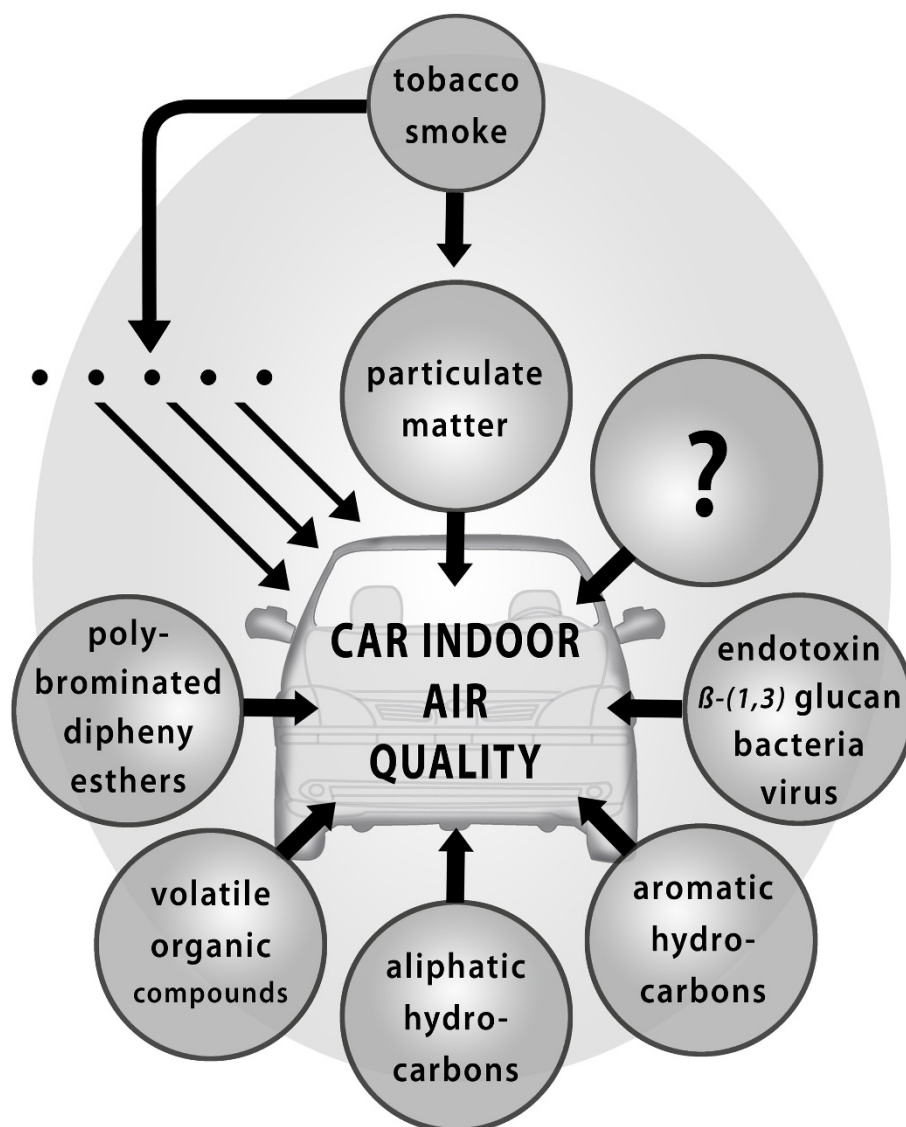 tobacco
smoke
particulate
matter
?
CAR INDOOR
AIR
QUALITY
poly-
brominated
dipheny
esthers
endotoxin
ß-(1,3) glucan
bacteria
virus
volatile
organic
compounds
aliphatic
hydro-
carbons
aromatic
hydro-
carbons